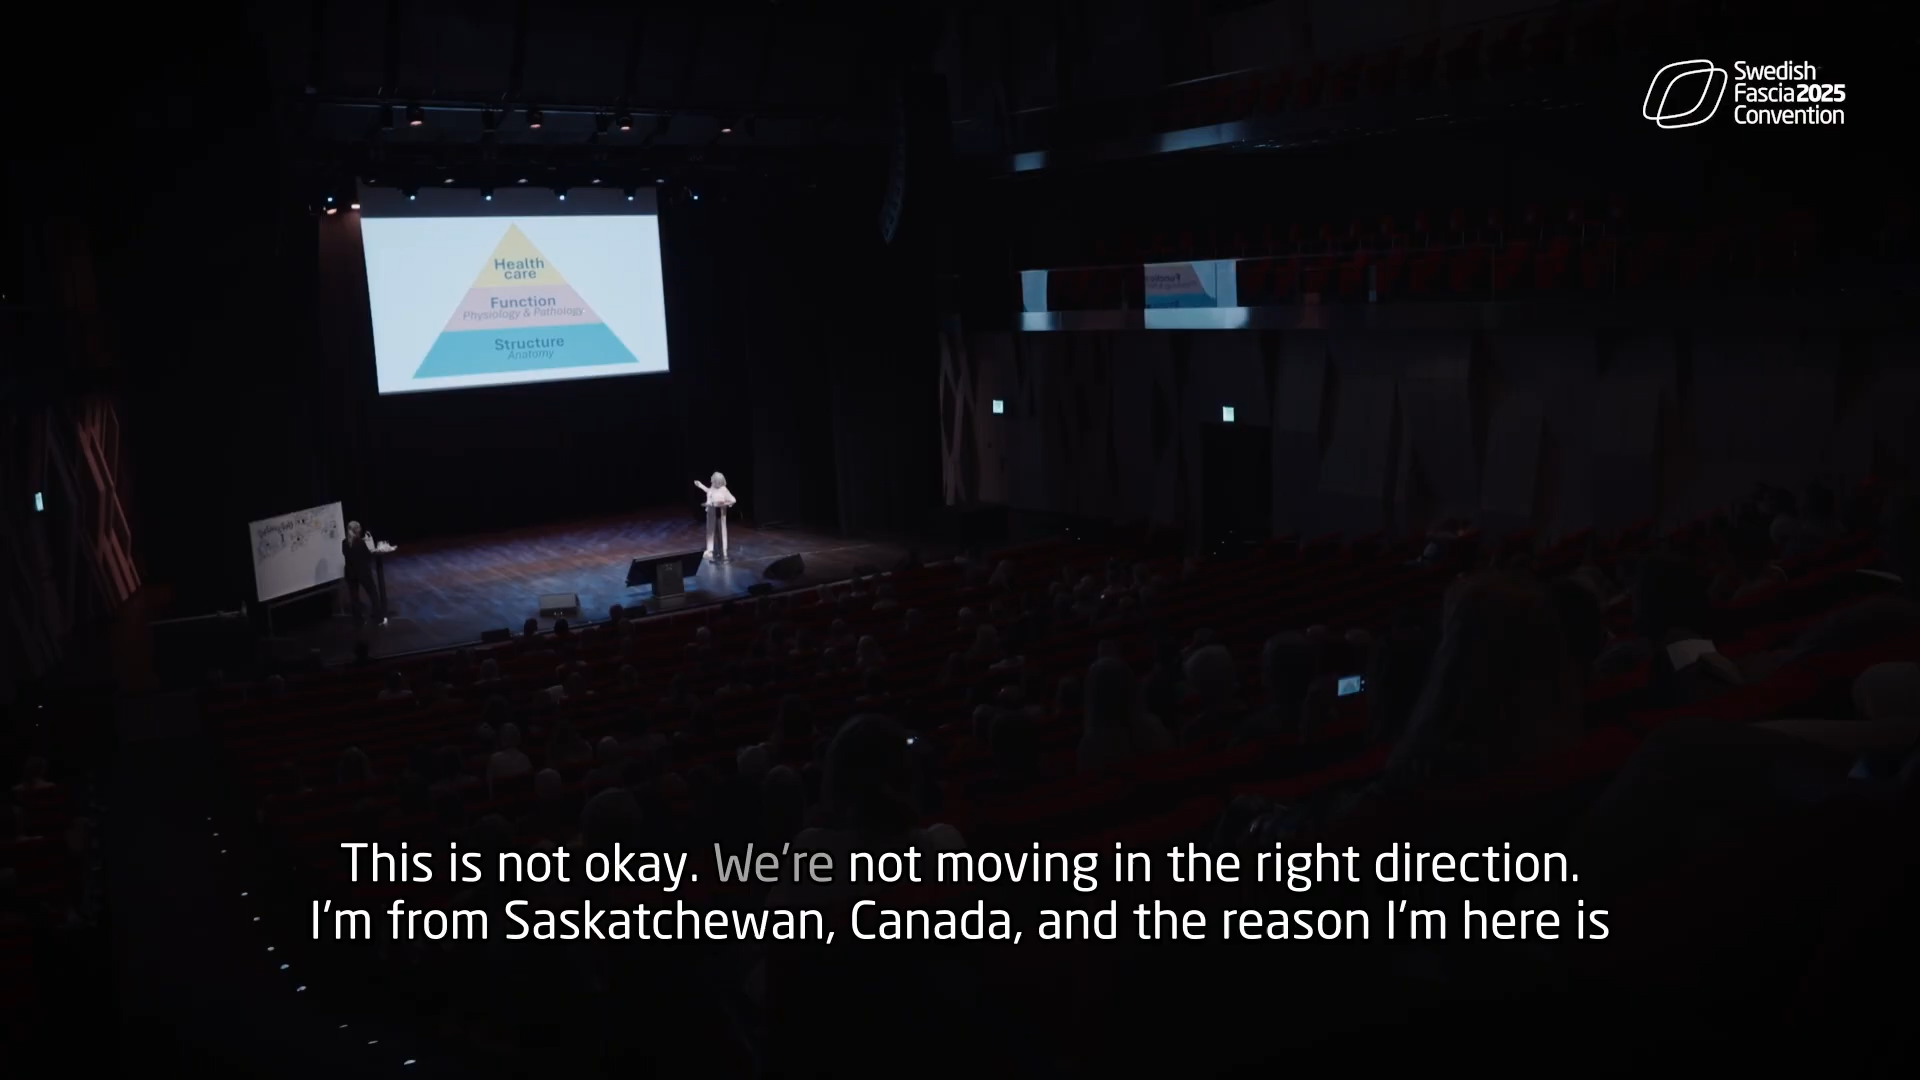 Swedish
Fascia2025
Convention
Health
care
Function
Physiology & Pathology
Structure
Anatomy
This is not okay. We're not moving in the right direction.
I'm from Saskatchewan, Canada, and the reason I'm here is